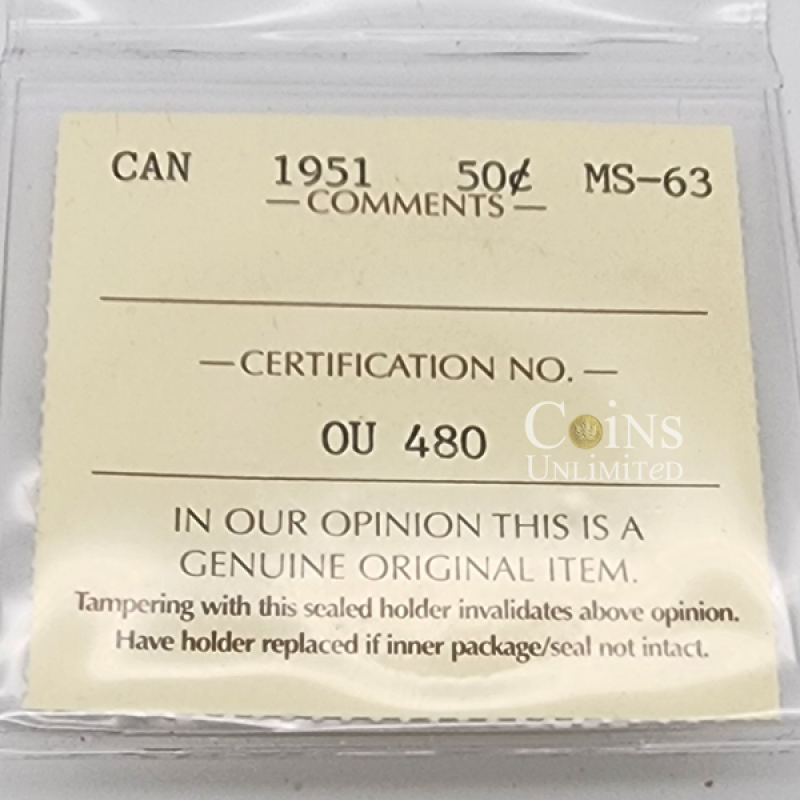 CAN 1951 50¢ MS-63
— COMMENTS —
— CERTIFICATION NO. —
OU 480
COiNS
UNLiMiTeD
IN OUR OPINION THIS IS A
GENUINE ORIGINAL ITEM.
Tampering with this sealed holder invalidates above opinion.
Have holder replaced if inner package/seal not intact.